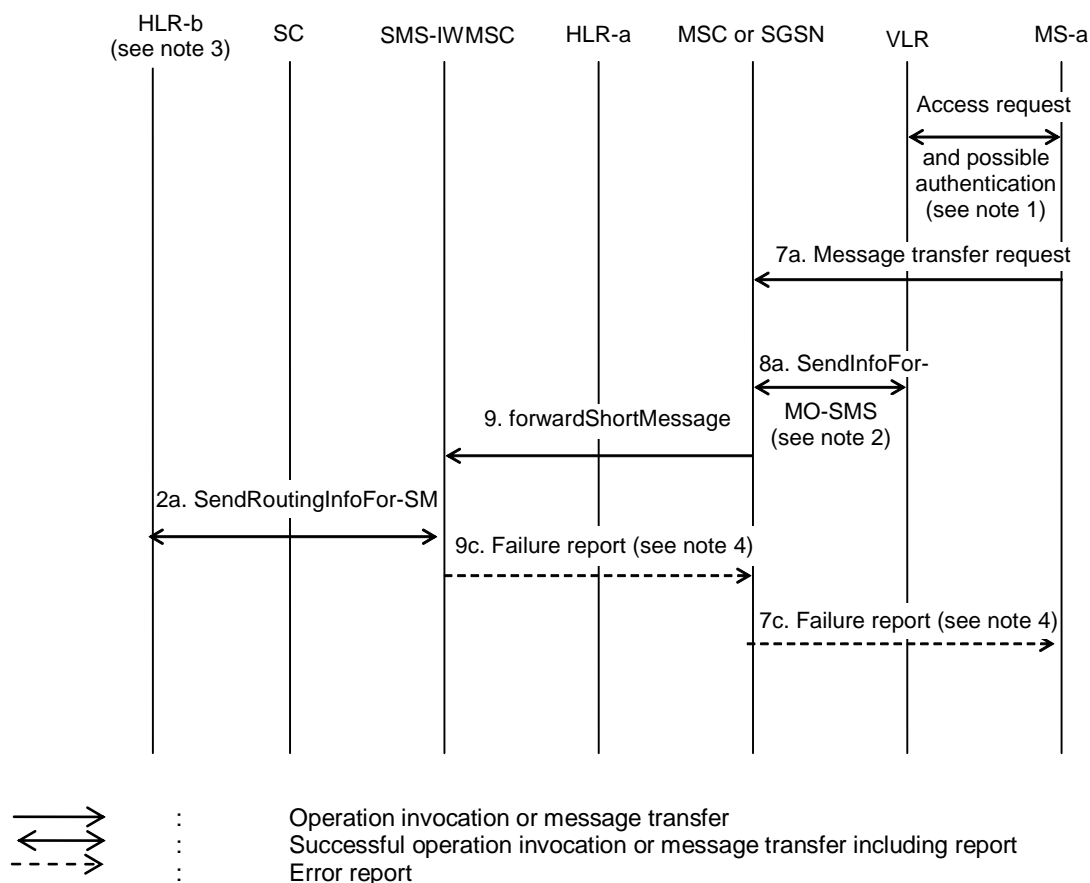 HLR-b
(see note 3)
SC
SMS-IWMSC
HLR-a
MSC or SGSN
VLR
MS-a
Access request
and possible
authentication
(see note 1)
7a. Message transfer request
8a. SendInfoFor-
MO-SMS
(see note 2)
9. forwardShortMessage
2a. SendRoutingInfoFor-SM
9c. Failure report (see note 4)
7c. Failure report (see note 4)
: Operation invocation or message transfer
: Successful operation invocation or message transfer including report
: Error report